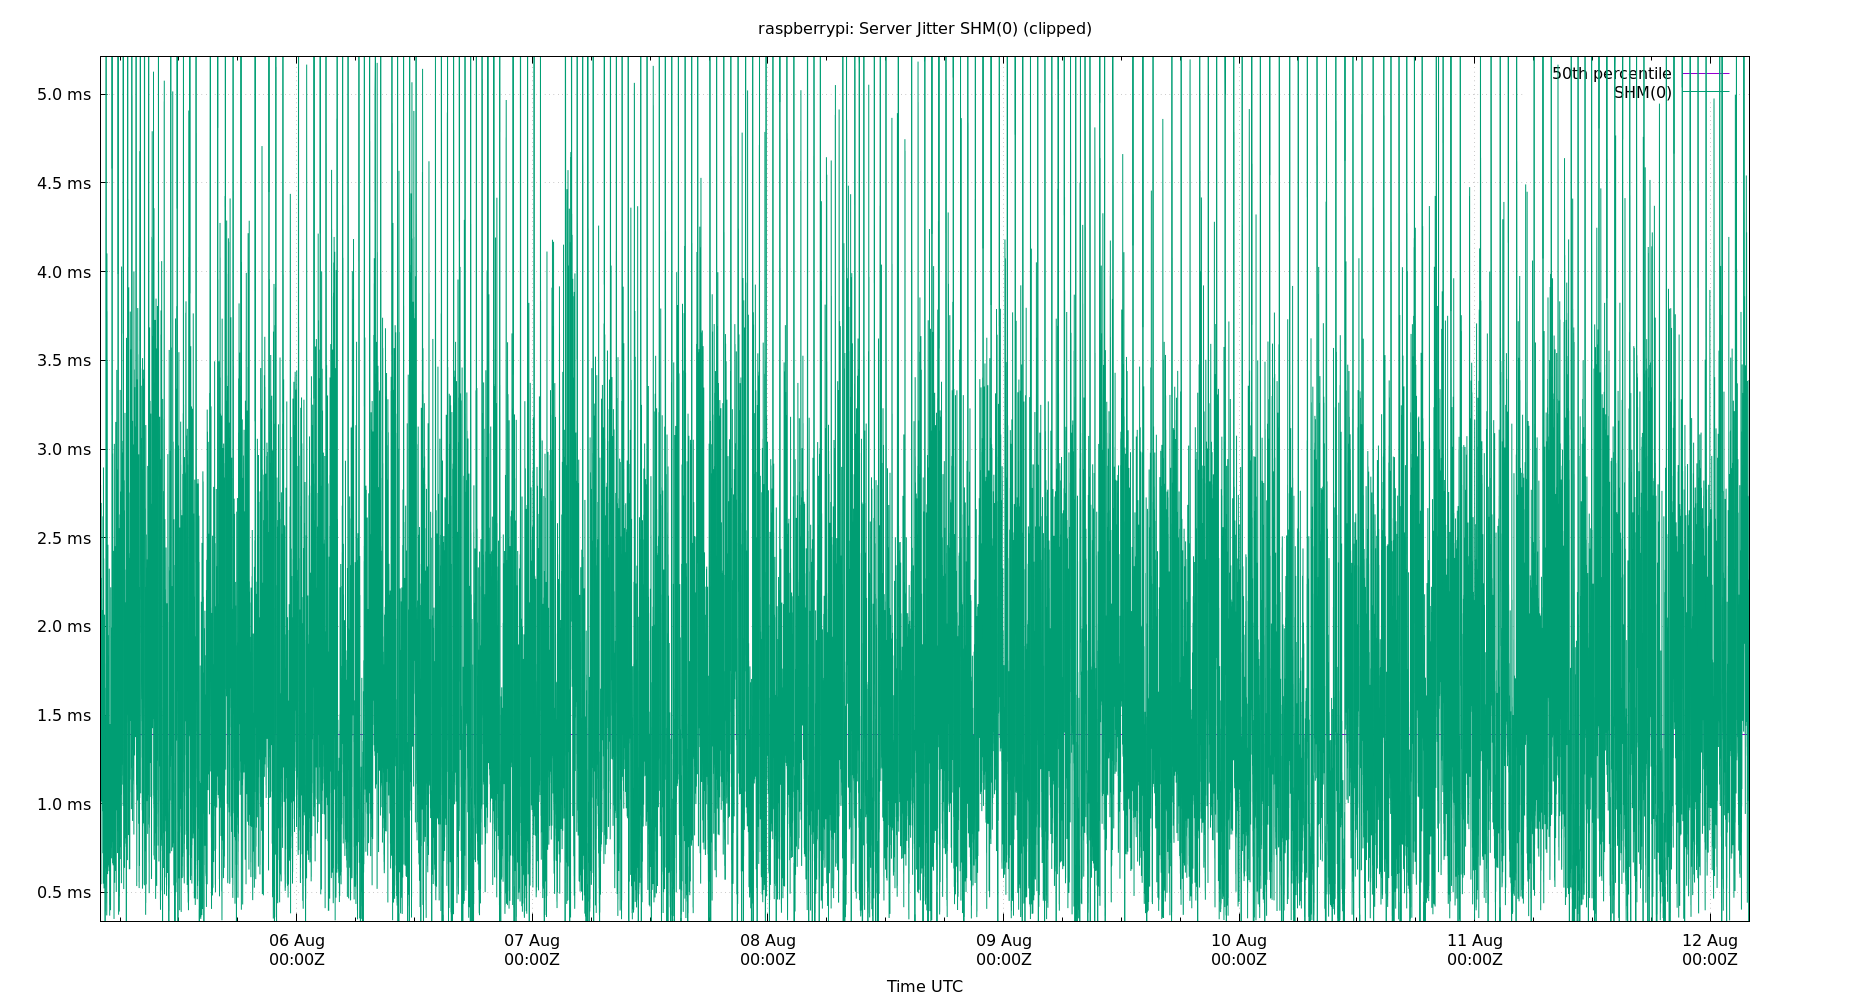 raspberrypi: Server Jitter SHM(0) (clipped)
50th percentile
SHM(0)
5.0 ms
4.5 ms
4.0 ms
3.5 ms
3.0 ms
2.5 ms
2.0 ms
1.5 ms
1.0 ms
0.5 ms
06 Aug 07 Aug 08 Aug 09 Aug 10 Aug 11 Aug 12 Aug
00:00Z 00:00Z 00:00Z 00:00Z 00:00Z 00:00Z 00:00Z
Time UTC